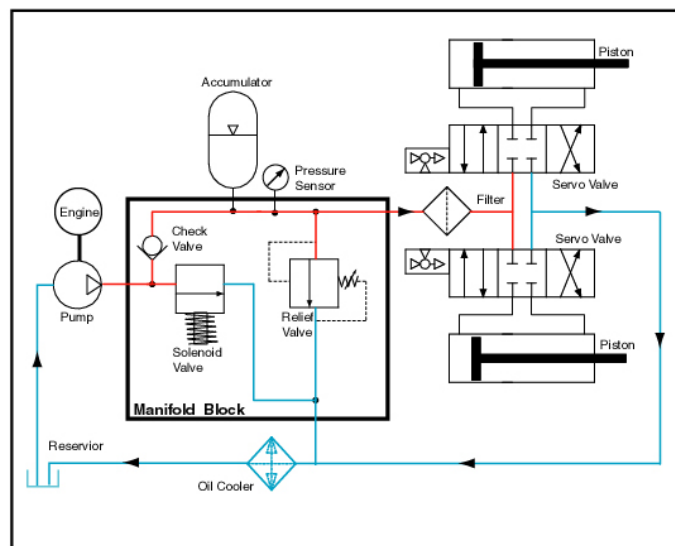 Piston
Accumulator
Pressure
Sensor
Servo Valve
Filter
Engine
Check
Valve
Servo Valve
Pump
Relief
Valve
Solenoid
Valve
Piston
Manifold Block
Reservior
Oil Cooler